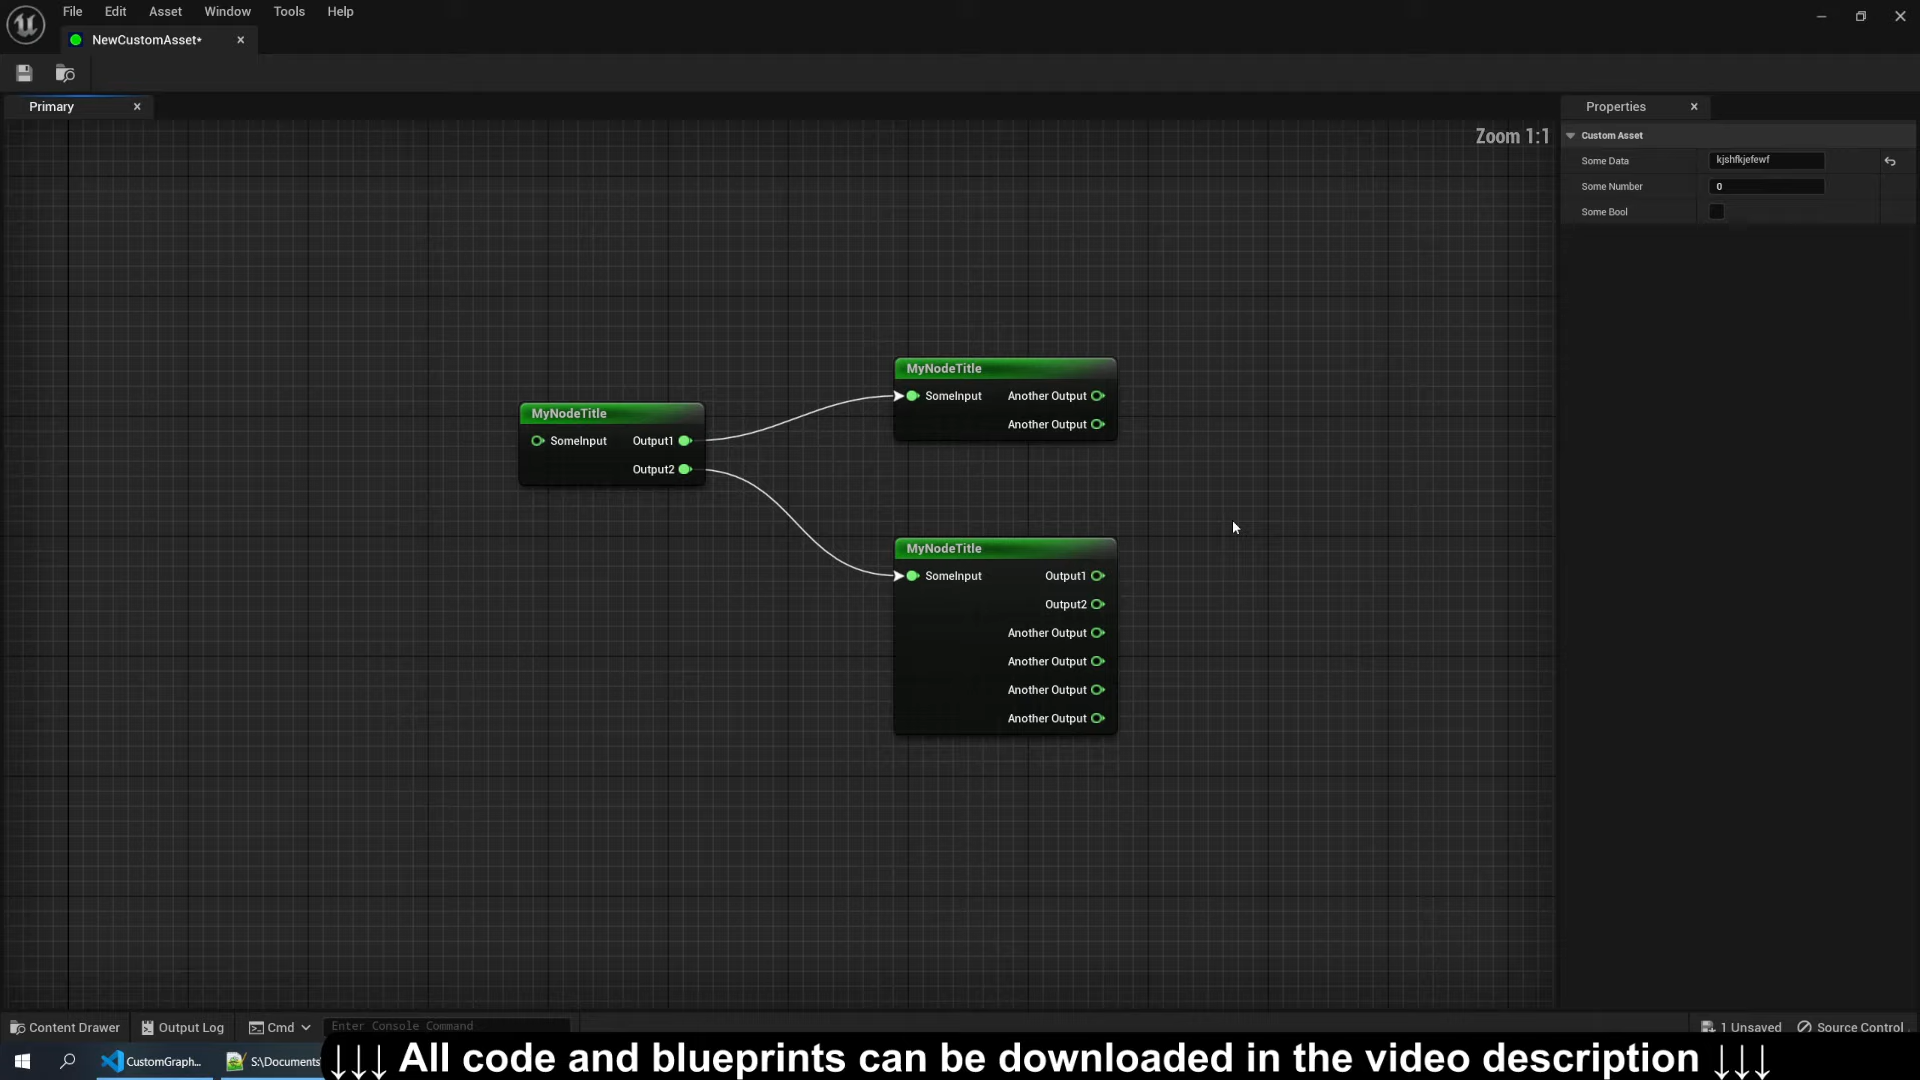 File Edit Asset Window Tools Help
NewCustomAsset*
Primary
Properties
Zoom 1:1
Custom Asset
Some Data kjshfkjefewf
Some Number 0
Some Bool
MyNodeTitle
SomeInput Output1
Output2
MyNodeTitle
SomeInput Another Output
Another Output
MyNodeTitle
SomeInput Output1
Output2
Another Output
Another Output
Another Output
Another Output
Content Drawer Output Log Cmd Enter Console Command 1 Unsaved Source Control
CustomGraph... S:\Documents
↓↓↓ All code and blueprints can be downloaded in the video description ↓↓↓